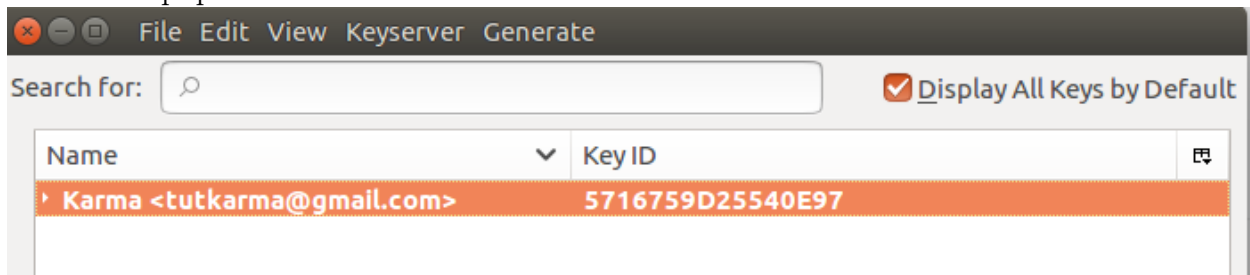 File Edit View Keyserver Generate
Search for: Display All Keys by Default
Name Key ID
Karma <tutkarma@gmail.com> 5716759D25540E97